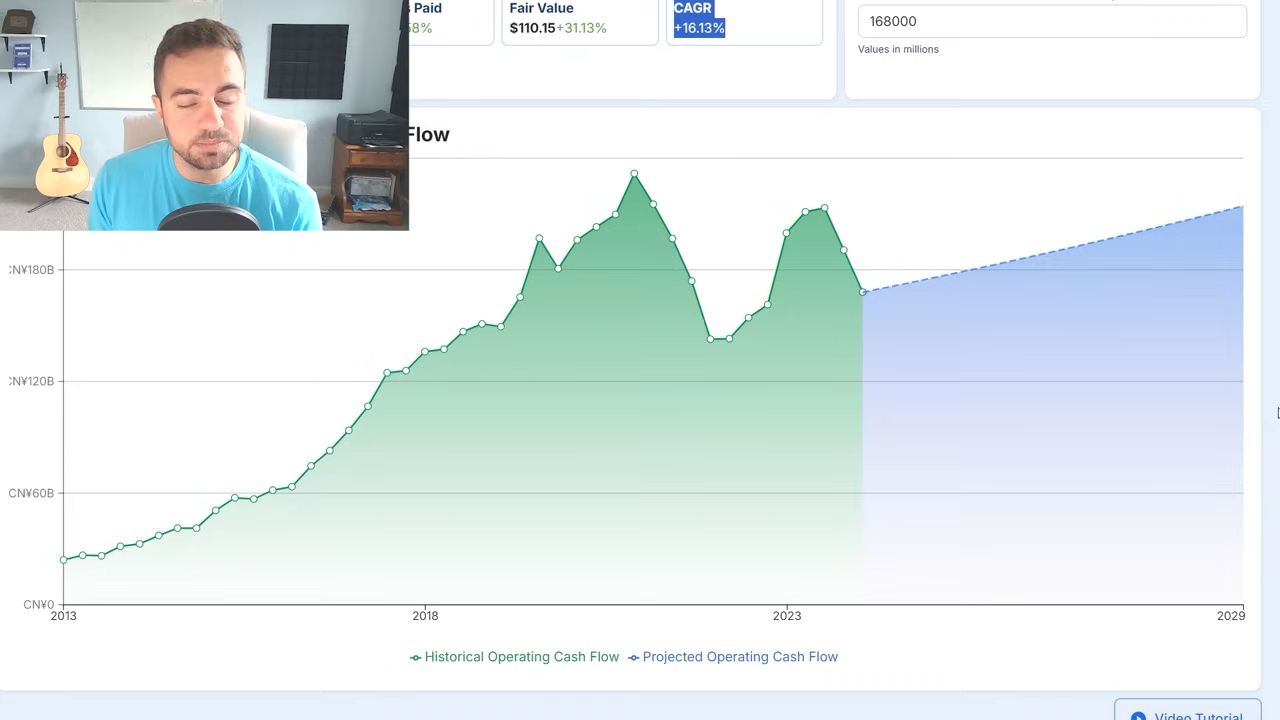 Paid
58%
Fair Value
$110.15+31.13%
CAGR
+16.13%
168000
Values in millions
Flow
CN¥180B
CN¥120B
CN¥60B
CN¥0
2013
2018
2023
2029
Historical Operating Cash Flow
Projected Operating Cash Flow
Video Tutorial